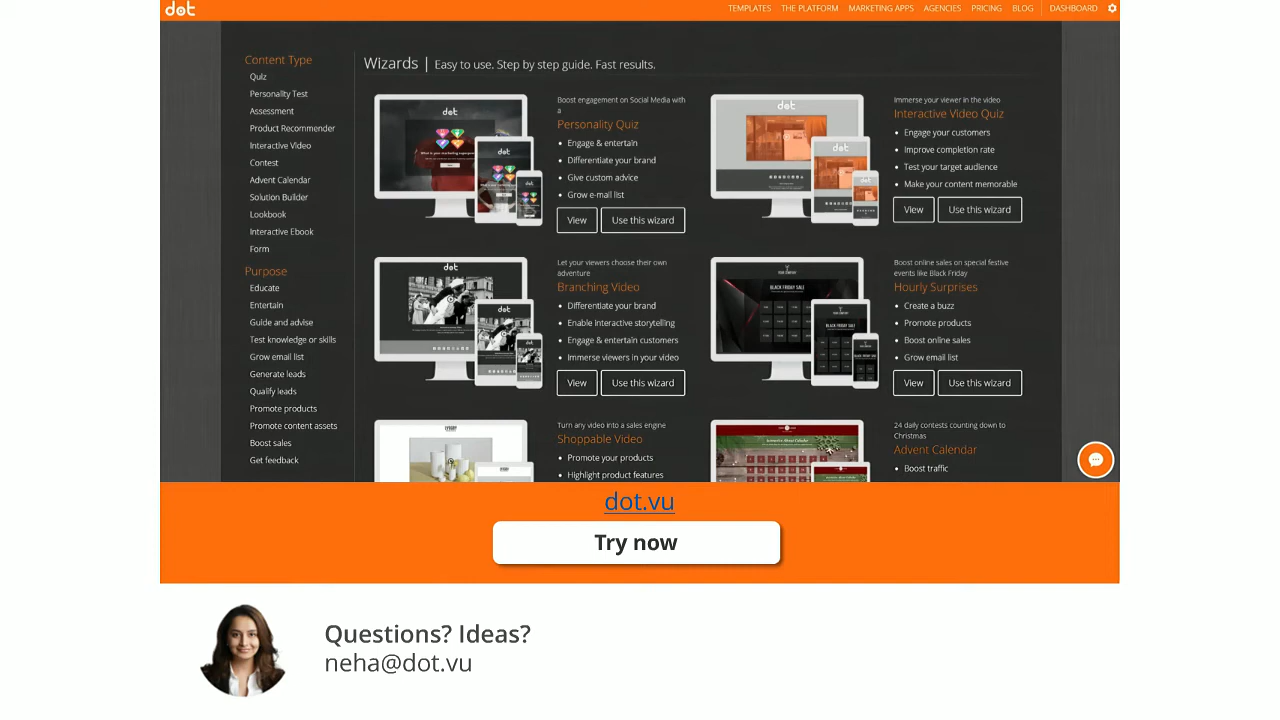 dot
TEMPLATES THE PLATFORM MARKETING APPS AGENCIES PRICING BLOG DASHBOARD
Content Type
Quiz
Personality Test
Assessment
Product Recommender
Interactive Video
Contest
Advent Calendar
Solution Builder
Lookbook
Interactive Ebook
Form
Purpose
Educate
Entertain
Guide and advise
Test knowledge or skills
Grow email list
Generate leads
Qualify leads
Promote products
Promote content assets
Boost sales
Get feedback
Wizards | Easy to use. Step by step guide. Fast results.
dot
Boost engagement on Social Media with
a
Personality Quiz
• Engage & entertain
• Differentiate your brand
• Give custom advice
• Grow e-mail list
View Use this wizard
dot
Immerse your viewer in the video
Interactive Video Quiz
• Engage your customers
• Improve completion rate
• Test your target audience
• Make your content memorable
View Use this wizard
dot
Let your viewers choose their own
adventure
Branching Video
• Differentiate your brand
• Enable interactive storytelling
• Engage & entertain customers
• Immerse viewers in your video
View Use this wizard
BLACK FRIDAY SALE
Boost online sales on special festive
events like Black Friday
Hourly Surprises
• Create a buzz
• Promote products
• Boost online sales
• Grow email list
View Use this wizard
Turn any video into a sales engine
Shoppable Video
• Promote your products
• Highlight product features
24 daily contests counting down to
Christmas
Advent Calendar
• Boost traffic
dot.vu
Try now
Questions? Ideas?
neha@dot.vu